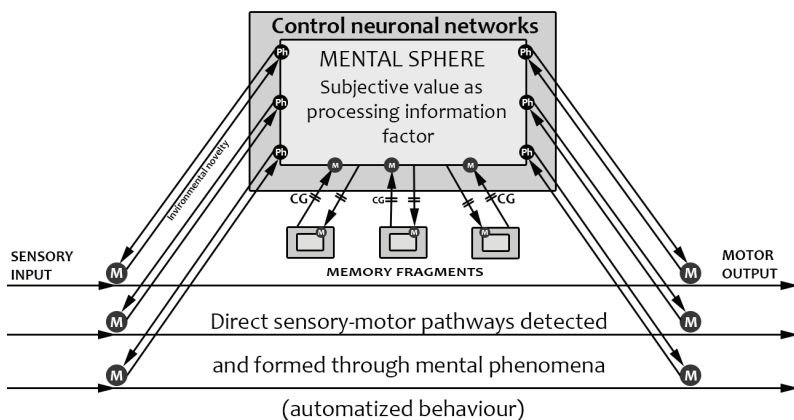 Control neuronal networks
MENTAL SPHERE
Subjective value as
processing information
factor
Ph
Ph
Ph
Ph
Ph
Ph
M
M
M
Invironmental novelty
CG
CG
CG
M
M
M
MEMORY FRAGMENTS
SENSORY
INPUT
MOTOR
OUTPUT
M
M
M
M
M
M
Direct sensory-motor pathways detected
and formed through mental phenomena
(automatized behaviour)